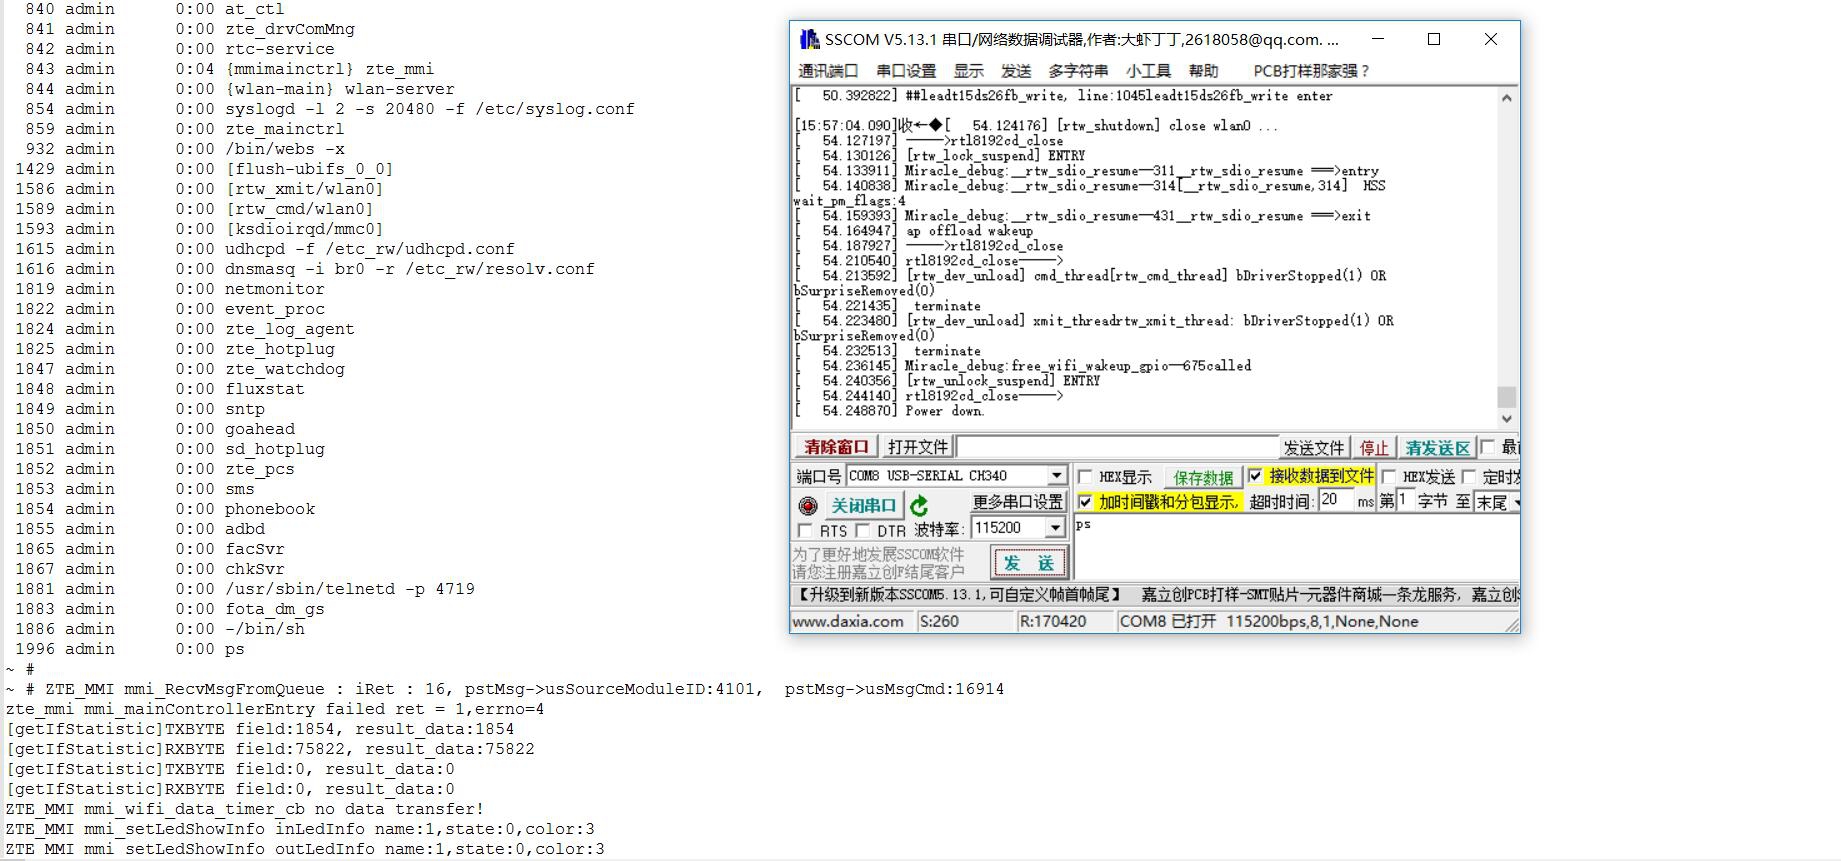 840 admin 0:00 at_ctl
841 admin 0:00 zte_drvComMng
842 admin 0:00 rtc-service
843 admin 0:04 {mmimainctrl} zte_mmi
844 admin 0:00 {wlan-main} wlan-server
854 admin 0:00 syslogd -l 2 -s 20480 -f /etc/syslog.conf
859 admin 0:00 zte_mainctrl
932 admin 0:00 /bin/webs -x
1429 admin 0:00 [flush-ubifs_0_0]
1586 admin 0:00 [rtw_xmit/wlan0]
1589 admin 0:00 [rtw_cmd/wlan0]
1593 admin 0:00 [ksdioirqd/mmc0]
1615 admin 0:00 udhcpd -f /etc_rw/udhcpd.conf
1616 admin 0:00 dnsmasq -i br0 -r /etc_rw/resolv.conf
1819 admin 0:00 netmonitor
1822 admin 0:00 event_proc
1824 admin 0:00 zte_log_agent
1825 admin 0:00 zte_hotplug
1847 admin 0:00 zte_watchdog
1848 admin 0:00 fluxstat
1849 admin 0:00 sntp
1850 admin 0:00 goahead
1851 admin 0:00 sd_hotplug
1852 admin 0:00 zte_pcs
1853 admin 0:00 sms
1854 admin 0:00 phonebook
1855 admin 0:00 adbd
1865 admin 0:00 facSvr
1867 admin 0:00 chkSvr
1881 admin 0:00 /usr/sbin/telnetd -p 4719
1883 admin 0:00 fota_dm_gs
1886 admin 0:00 -/bin/sh
1996 admin 0:00 ps
~ #
~ # ZTE_MMI mmi_RecvMsgFromQueue : iRet : 16, pstMsg->usSourceModuleID:4101, pstMsg->usMsgCmd:16914
zte_mmi mmi_mainControllerEntry failed ret = 1,errno=4
[getIfStatistic]TXBYTE field:1854, result_data:1854
[getIfStatistic]RXBYTE field:75822, result_data:75822
[getIfStatistic]TXBYTE field:0, result_data:0
[getIfStatistic]RXBYTE field:0, result_data:0
ZTE_MMI mmi_wifi_data_timer_cb no data transfer!
ZTE_MMI mmi_setLedShowInfo inLedInfo name:1,state:0,color:3
ZTE_MMI mmi_setLedShowInfo outLedInfo name:1,state:0,color:3
SSCOM V5.13.1 串口/网络数据调试器,作者:大虾丁丁,2618058@qq.com. ...
通讯端口 串口设置 显示 发送 多字符串 小工具 帮助 PCB打样那家强？
[ 50.392822] ##leadt15ds26fb_write, line:1045leadt15ds26fb_write enter
[15:57:04.090]收←◆[ 54.124176] [rtw_shutdown] close wlan0 ...
[ 54.127197] ----->rtl8192cd_close
[ 54.130126] [rtw_lock_suspend] ENTRY
[ 54.133911] Miracle_debug:__rtw_sdio_resume--311__rtw_sdio_resume ===>entry
[ 54.140838] Miracle_debug:__rtw_sdio_resume--314[__rtw_sdio_resume,314] HSS
wait_pm_flags:4
[ 54.159393] Miracle_debug:__rtw_sdio_resume--431__rtw_sdio_resume ===>exit
[ 54.164947] ap offload wakeup
[ 54.187927] ----->rtl8192cd_close
[ 54.210540] rtl8192cd_close----->
[ 54.213592] [rtw_dev_unload] cmd_thread[rtw_cmd_thread] bDriverStopped(1) OR
bSurpriseRemoved(0)
[ 54.221435] terminate
[ 54.223480] [rtw_dev_unload] xmit_threadrtw_xmit_thread: bDriverStopped(1) OR
bSurpriseRemoved(0)
[ 54.232513] terminate
[ 54.236145] Miracle_debug:free_wifi_wakeup_gpio--675called
[ 54.240356] [rtw_unlock_suspend] ENTRY
[ 54.244140] rtl8192cd_close----->
[ 54.248870] Power down.
清除窗口 打开文件 发送文件 停止 清发送区 最
端口号 COM8 USB-SERIAL CH340 HEX显示 保存数据 接收数据到文件 HEX发送 定时发
关闭串口 更多串口设置 加时间戳和分包显示, 超时时间: 20 ms 第1 字节 至 末尾
RTS DTR 波特率: 115200 ps
为了更好地发展SSCOM软件
请您注册嘉立创F结尾客户 发 送
【升级到新版本SSCOM5.13.1,可自定义帧首帧尾】 嘉立创PCB打样-SMT贴片-元器件商城一条龙服务, 嘉立创
www.daxia.com S:260 R:170420 COM8 已打开 115200bps,8,1,None,None